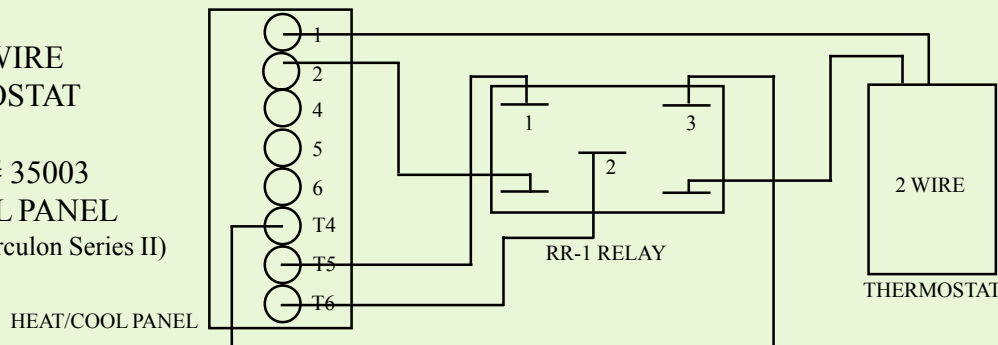 WIRE
OSTAT
# 35003
L PANEL
rculon Series II)
HEAT/COOL PANEL
1
2
4
5
6
T4
T5
T6
1
3
2
RR-1 RELAY
2 WIRE
THERMOSTAT